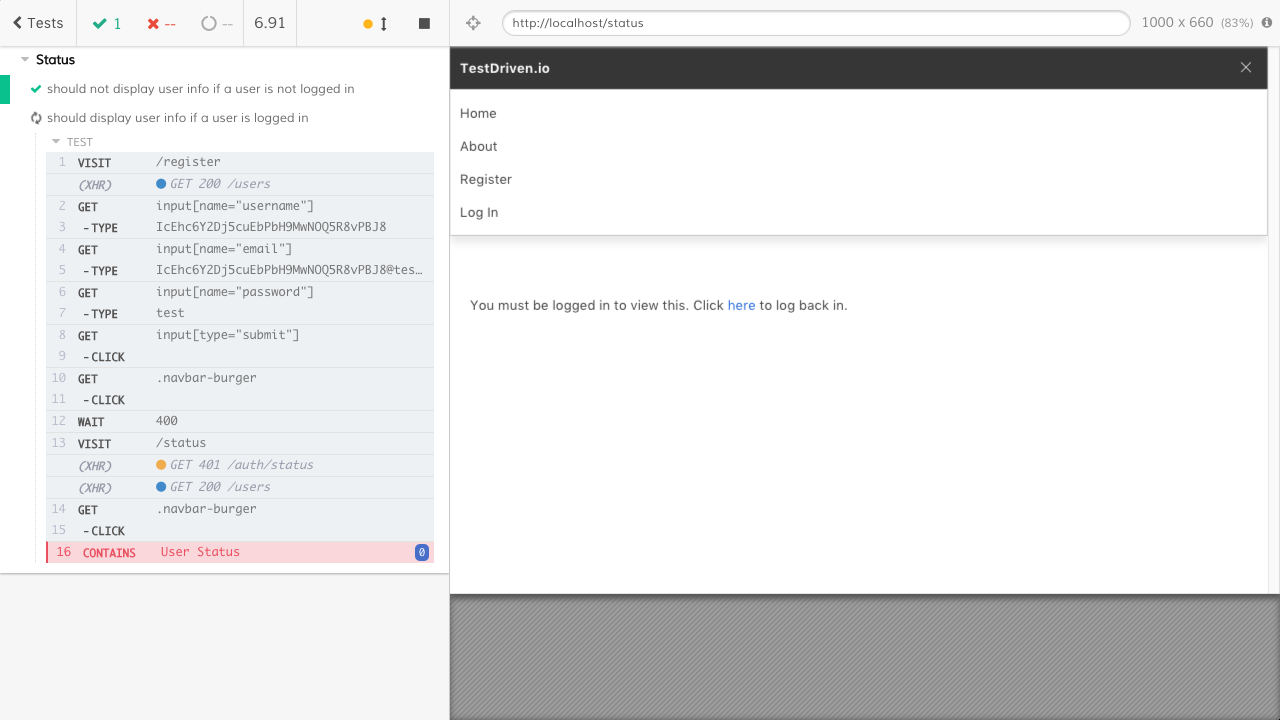 Tests
1
--
--
6.91
http://localhost/status
1000 x 660 (83%)
Status
should not display user info if a user is not logged in
should display user info if a user is logged in
TEST
1 VISIT /register
(XHR) GET 200 /users
2 GET input[name="username"]
3 -TYPE IcEhc6Y2Dj5cuEbPbH9MwNOQ5R8vPBJ8
4 GET input[name="email"]
5 -TYPE IcEhc6Y2Dj5cuEbPbH9MwNOQ5R8vPBJ8@tes…
6 GET input[name="password"]
7 -TYPE test
8 GET input[type="submit"]
9 -CLICK
10 GET .navbar-burger
11 -CLICK
12 WAIT 400
13 VISIT /status
(XHR) GET 401 /auth/status
(XHR) GET 200 /users
14 GET .navbar-burger
15 -CLICK
16 CONTAINS User Status 0
TestDriven.io
Home
About
Register
Log In
You must be logged in to view this. Click here to log back in.